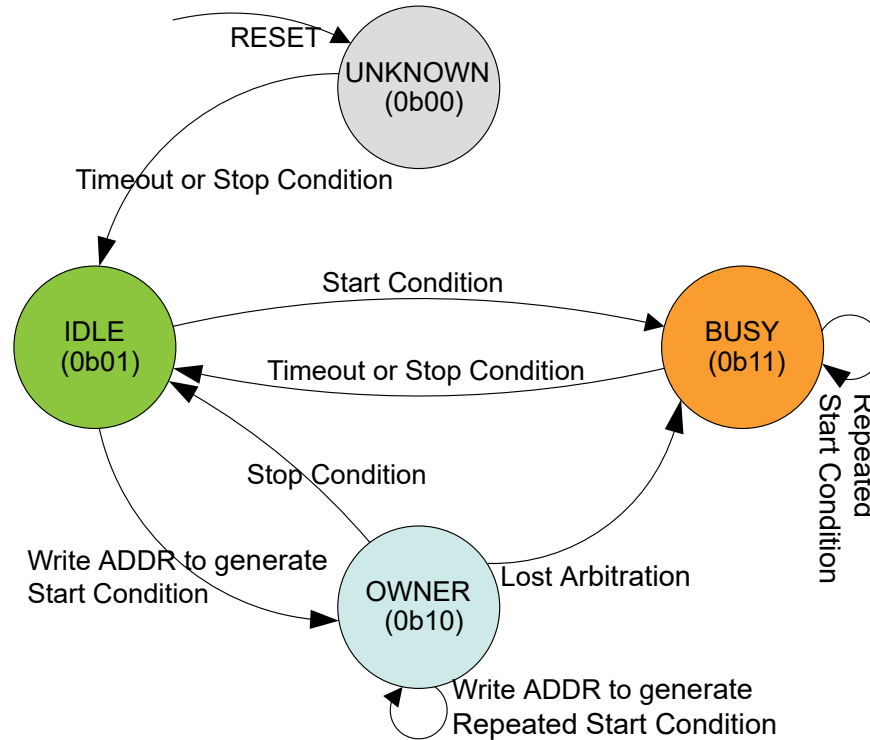 RESET
UNKNOWN
(0b00)
Timeout or Stop Condition
Start Condition
IDLE
(0b01)
BUSY
(0b11)
Timeout or Stop Condition
Repeated
Start Condition
Stop Condition
Write ADDR to generate
Start Condition
Lost Arbitration
OWNER
(0b10)
Write ADDR to generate
Repeated Start Condition